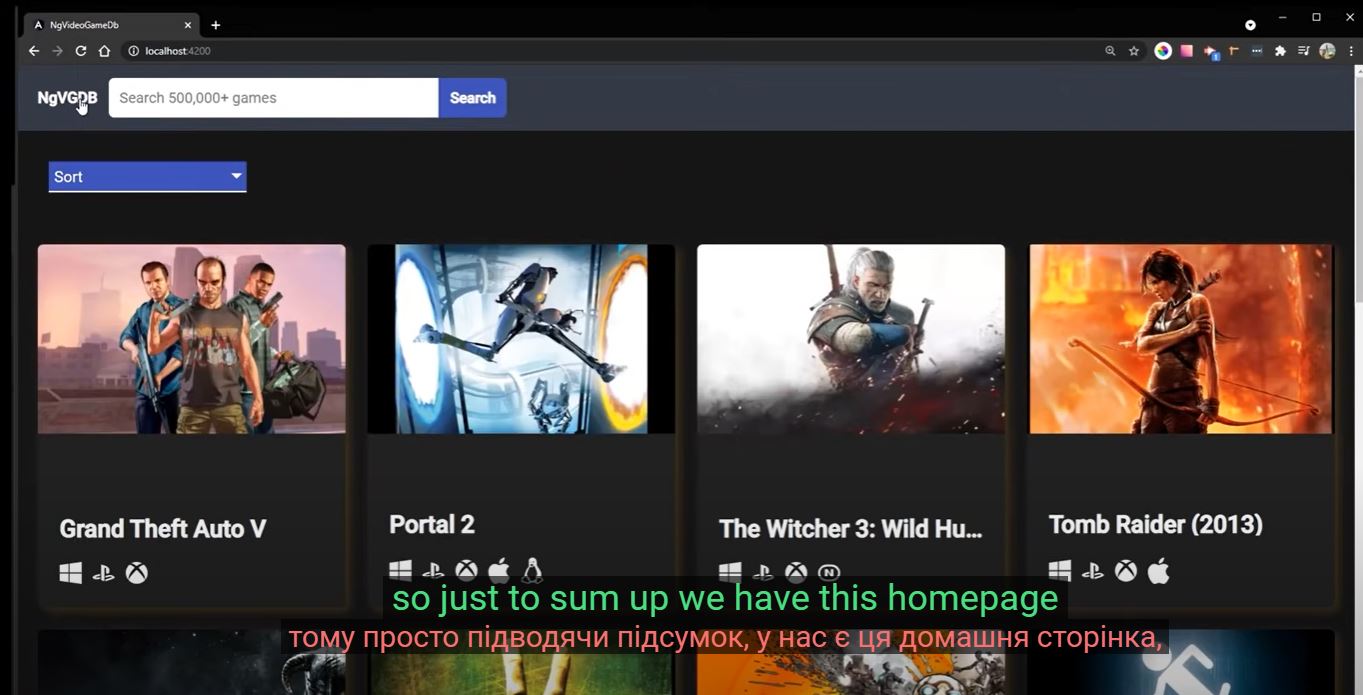 NgVideoGameDb
localhost:4200
NgVGDB
Search 500,000+ games
Search
Sort
Grand Theft Auto V
Portal 2
The Witcher 3: Wild Hu...
Tomb Raider (2013)
so just to sum up we have this homepage
тому просто підводячи підсумок, у нас є ця домашня сторінка,